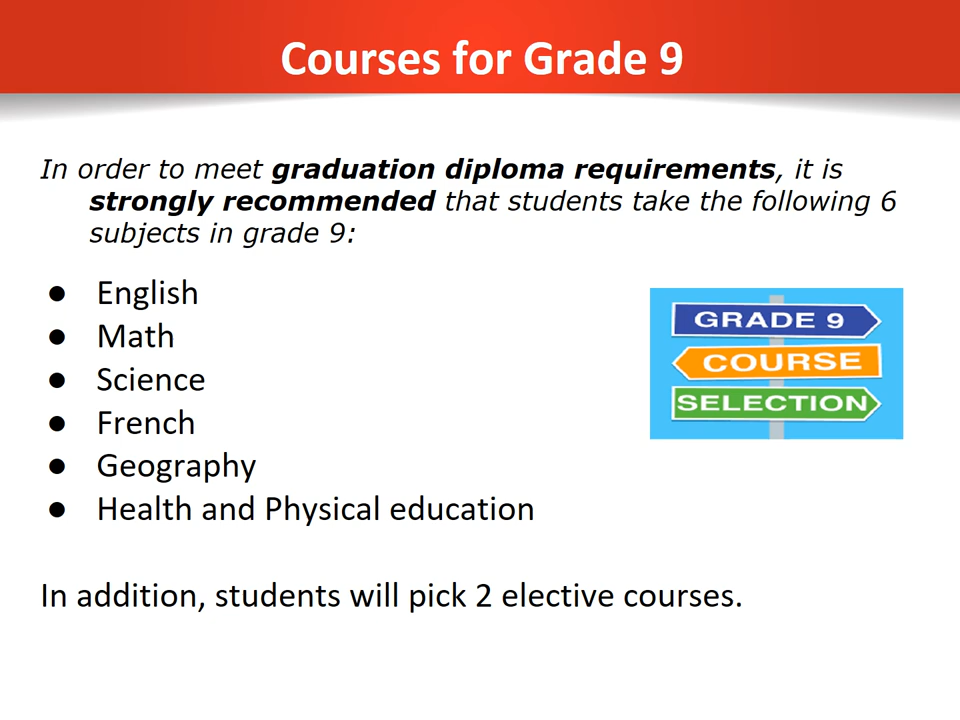 Courses for Grade 9
In order to meet graduation diploma requirements, it is
strongly recommended that students take the following 6
subjects in grade 9:
● English
● Math
● Science
● French
● Geography
● Health and Physical education
GRADE 9
COURSE
SELECTION
In addition, students will pick 2 elective courses.